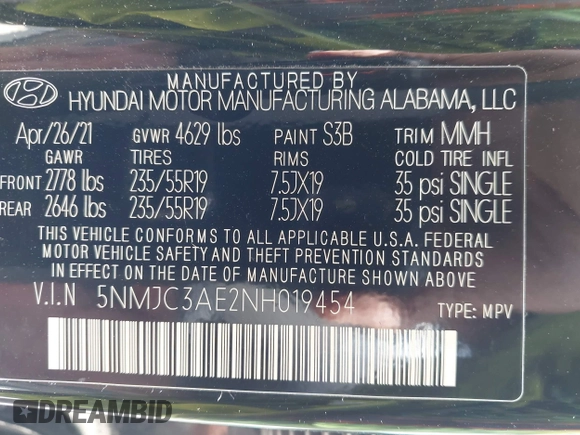 MANUFACTURED BY
HYUNDAI MOTOR MANUFACTURING ALABAMA, LLC
Apr/26/21 GVWR 4629 lbs PAINT S3B TRIM MMH
GAWR TIRES RIMS COLD TIRE INFL
FRONT 2778 lbs 235/55R19 7.5JX19 35 psi SINGLE
REAR 2646 lbs 235/55R19 7.5JX19 35 psi SINGLE
THIS VEHICLE CONFORMS TO ALL APPLICABLE U.S.A. FEDERAL
MOTOR VEHICLE SAFETY AND THEFT PREVENTION STANDARDS
IN EFFECT ON THE DATE OF MANUFACTURE SHOWN ABOVE.
V.I.N 5NMJC3AE2NH019454 TYPE: MPV
DREAMBID